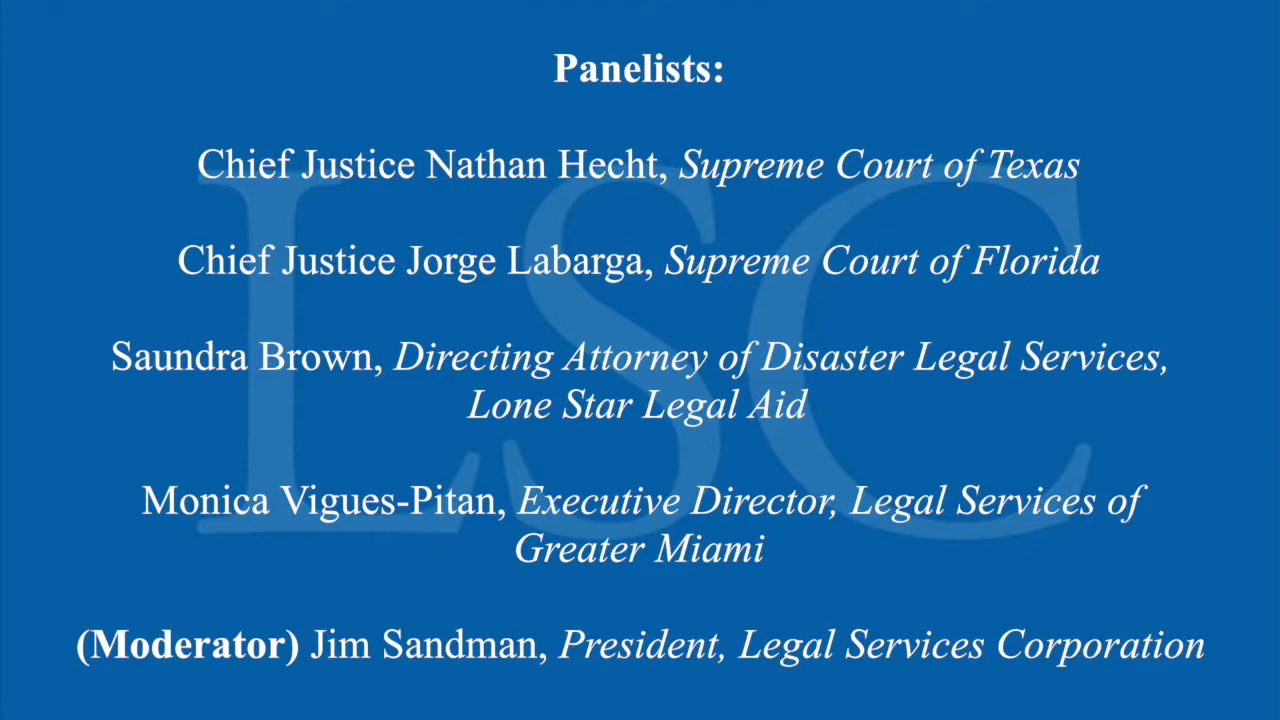 Panelists:
Chief Justice Nathan Hecht, Supreme Court of Texas
Chief Justice Jorge Labarga, Supreme Court of Florida
Saundra Brown, Directing Attorney of Disaster Legal Services,
Lone Star Legal Aid
Monica Vigues-Pitan, Executive Director, Legal Services of
Greater Miami
(Moderator) Jim Sandman, President, Legal Services Corporation
LSC